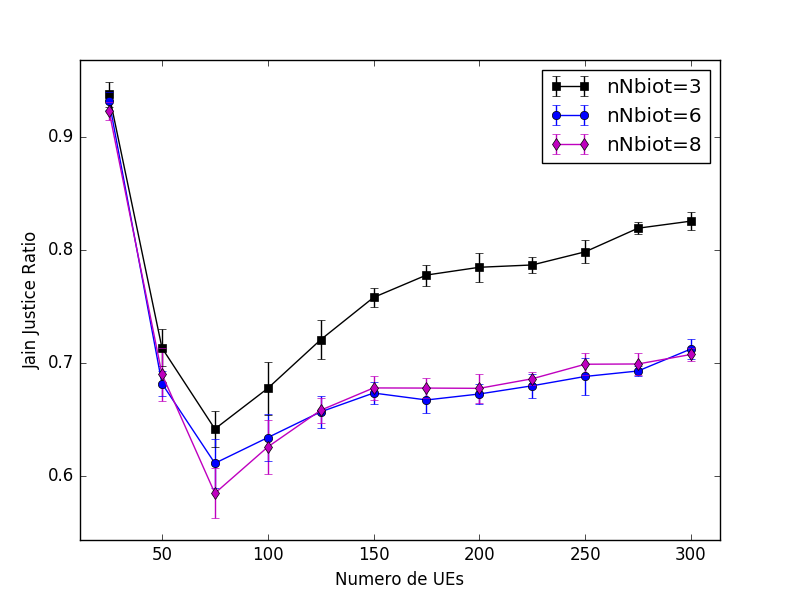 nNbiot=3
nNbiot=6
nNbiot=8
0.9
0.8
0.7
0.6
Jain Justice Ratio
50 100 150 200 250 300
Numero de UEs